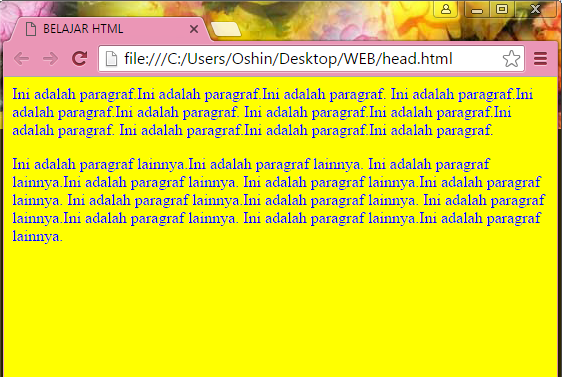 BELAJAR HTML
file:///C:/Users/Oshin/Desktop/WEB/head.html
Ini adalah paragraf.Ini adalah paragraf.Ini adalah paragraf. Ini adalah paragraf.Ini
adalah paragraf.Ini adalah paragraf. Ini adalah paragraf.Ini adalah paragraf.Ini
adalah paragraf. Ini adalah paragraf.Ini adalah paragraf.Ini adalah paragraf.
Ini adalah paragraf lainnya.Ini adalah paragraf lainnya. Ini adalah paragraf
lainnya.Ini adalah paragraf lainnya. Ini adalah paragraf lainnya.Ini adalah paragraf
lainnya. Ini adalah paragraf lainnya.Ini adalah paragraf lainnya. Ini adalah paragraf
lainnya.Ini adalah paragraf lainnya. Ini adalah paragraf lainnya.Ini adalah paragraf
lainnya.